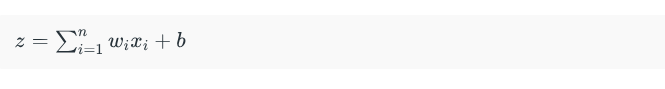 z = ∑ⁿᵢ₌₁ wᵢxᵢ + b